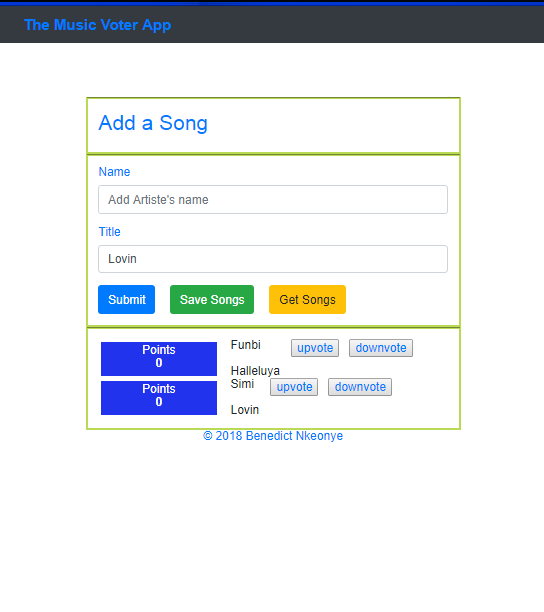 The Music Voter App
Add a Song
Name
Add Artiste's name
Title
Lovin
Submit Save Songs Get Songs
Points
0
Funbi upvote downvote
Halleluya
Points
0
Simi upvote downvote
Lovin
© 2018 Benedict Nkeonye